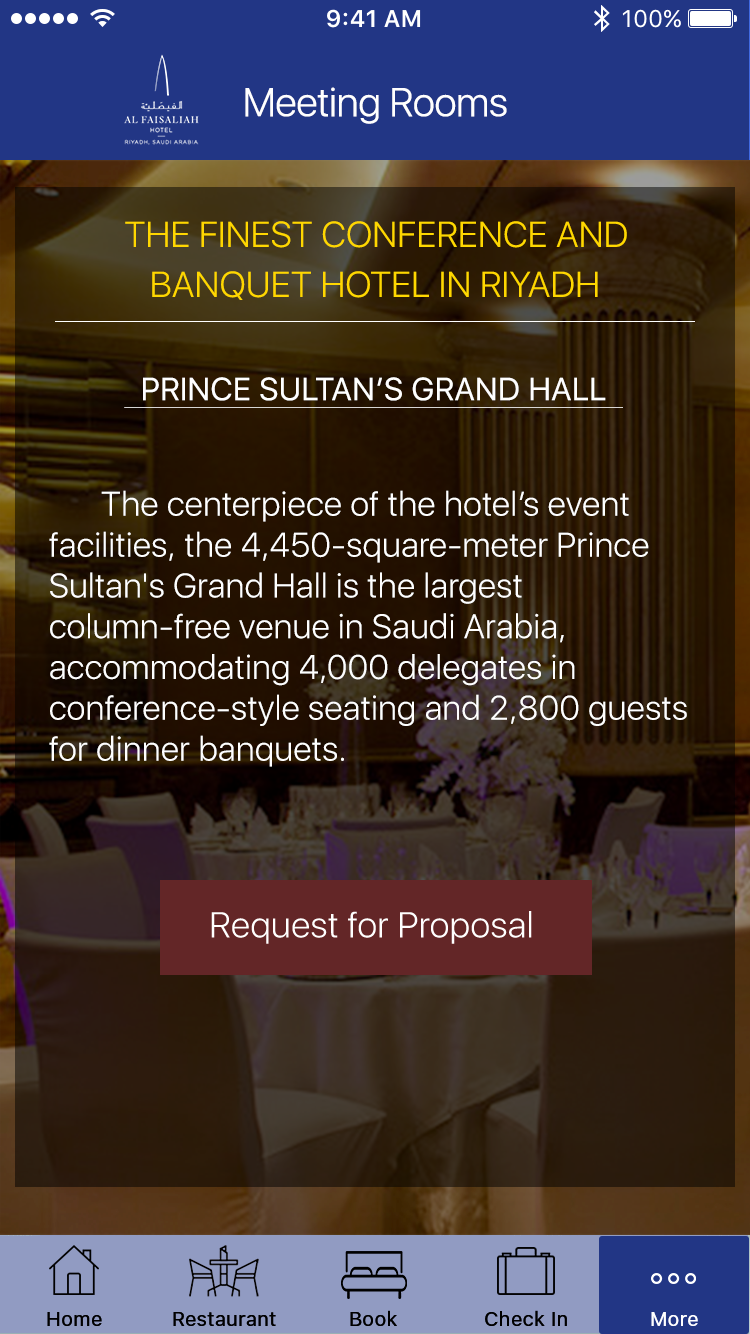 9:41 AM
100%
الفيصلية
AL FAISALIAH
HOTEL
RIYADH, SAUDI ARABIA
Meeting Rooms
THE FINEST CONFERENCE AND
BANQUET HOTEL IN RIYADH
PRINCE SULTAN’S GRAND HALL
The centerpiece of the hotel’s event
facilities, the 4,450-square-meter Prince
Sultan's Grand Hall is the largest
column-free venue in Saudi Arabia,
accommodating 4,000 delegates in
conference-style seating and 2,800 guests
for dinner banquets.
Request for Proposal
Home
Restaurant
Book
Check In
More